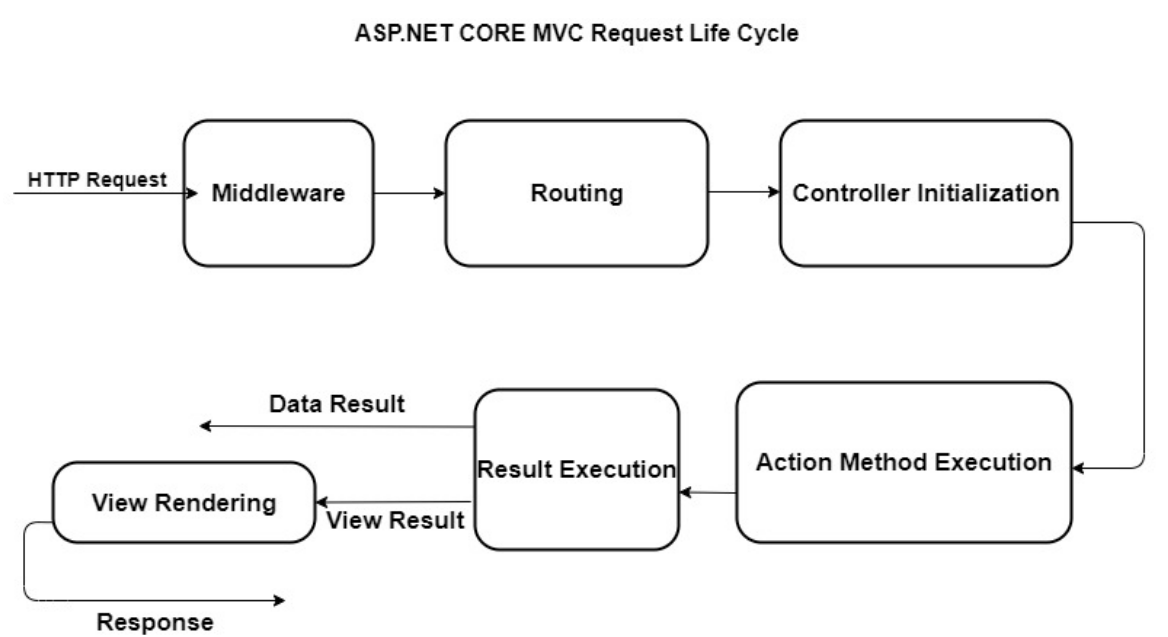 ASP.NET CORE MVC Request Life Cycle
HTTP Request
Middleware
Routing
Controller Initialization
Data Result
Result Execution
Action Method Execution
View Rendering
View Result
Response